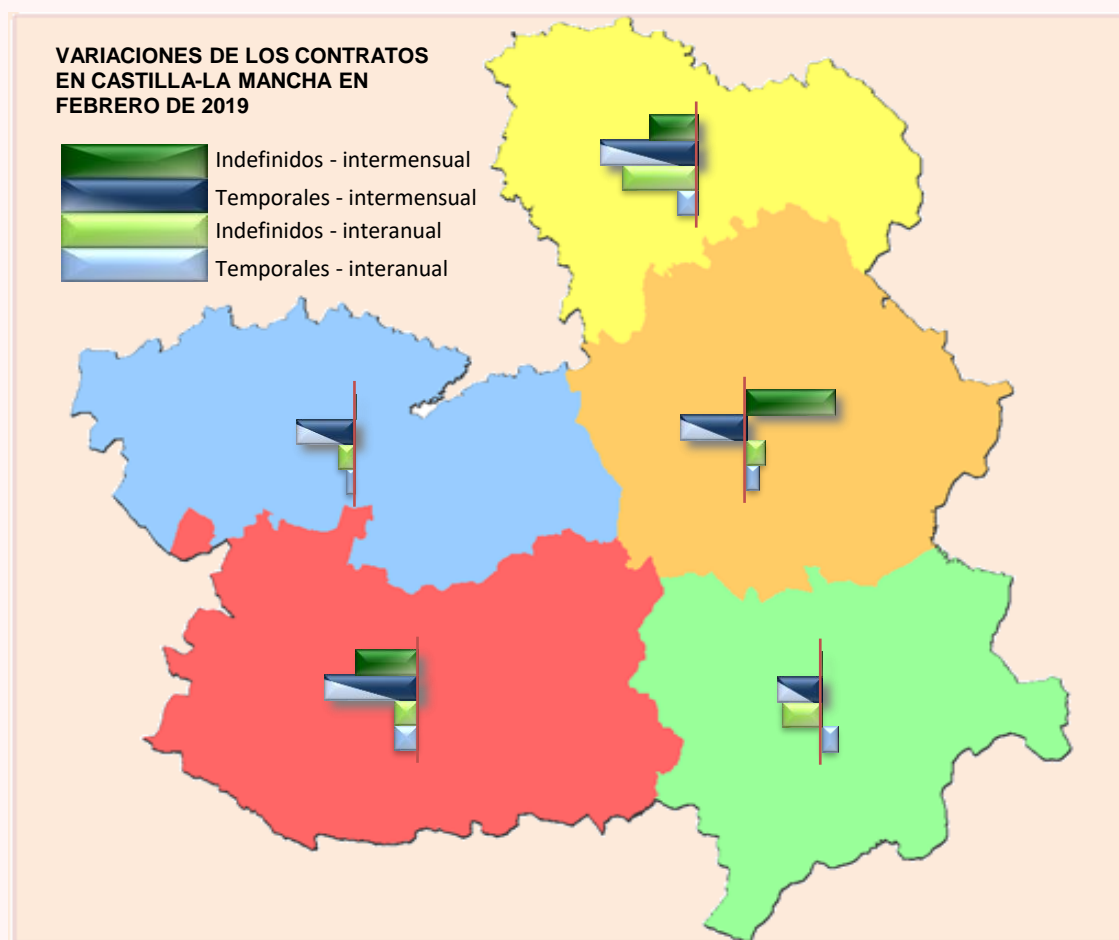 VARIACIONES DE LOS CONTRATOS
EN CASTILLA-LA MANCHA EN
FEBRERO DE 2019
Indefinidos - intermensual
Temporales - intermensual
Indefinidos - interanual
Temporales - interanual